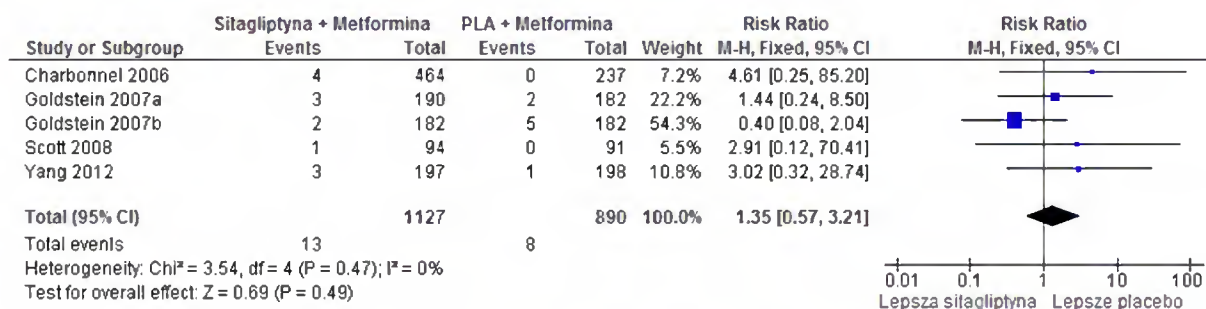 Sitagliptyna + Metformina PLA + Metformina Risk Ratio Risk Ratio
Study or Subgroup Events Total Events Total Weight M-H, Fixed, 95% CI M-H, Fixed, 95% CI
Charbonnel 2006 4 464 0 237 7.2% 4.61 [0.25, 85.20]
Goldstein 2007a 3 190 2 182 22.2% 1.44 [0.24, 8.50]
Goldstein 2007b 2 182 5 182 54.3% 0.40 [0.08, 2.04]
Scott 2008 1 94 0 91 5.5% 2.91 [0.12, 70.41]
Yang 2012 3 197 1 198 10.8% 3.02 [0.32, 28.74]
Total (95% CI) 1127 890 100.0% 1.35 [0.57, 3.21]
Total events 13 8
Heterogeneity: Chi² = 3.54, df = 4 (P = 0.47); I² = 0%
Test for overall effect: Z = 0.69 (P = 0.49)
0.01 0.1 1 10 100
Lepsza sitagliptyna Lepsze placebo